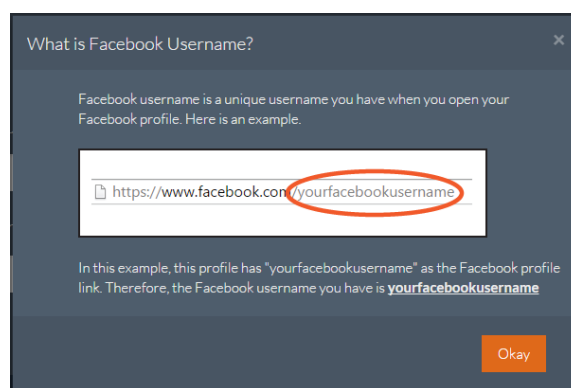 What is Facebook Username?
×
Facebook username is a unique username you have when you open your
Facebook profile. Here is an example.
https://www.facebook.com/yourfacebookusername
In this example, this profile has "yourfacebookusername" as the Facebook profile
link. Therefore, the Facebook username you have is yourfacebookusername
Okay